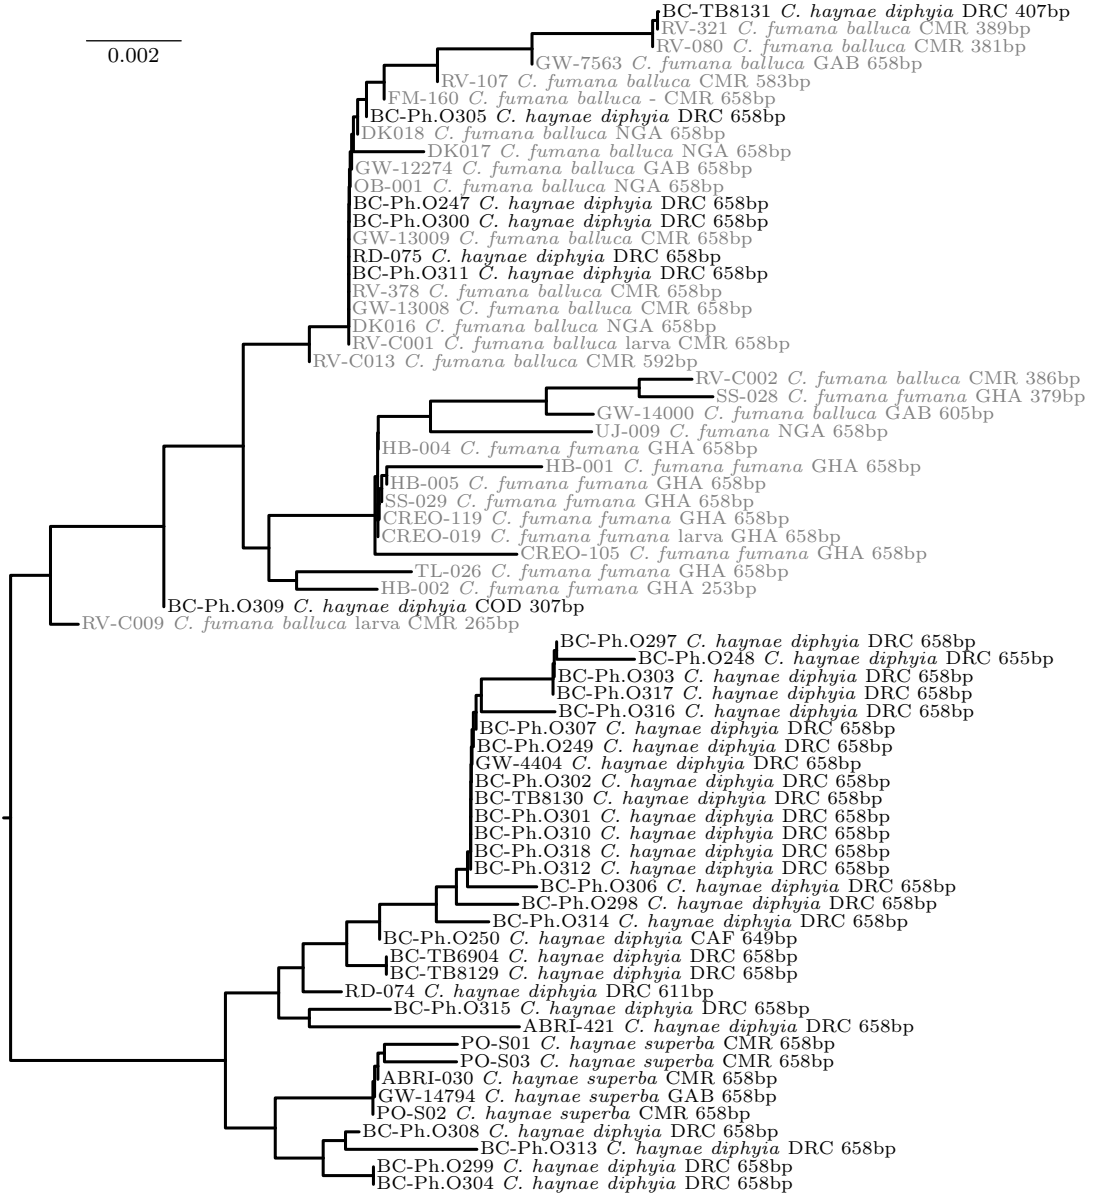 BC-TB8131 C. haynae diphyia DRC 407bp
RV-321 C. fumana balluca CMR 389bp
0.002
RV-080 C. fumana balluca CMR 381bp
GW-7563 C. fumana balluca GAB 658bp
RV-107 C. fumana balluca CMR 583bp
FM-160 C. fumana balluca - CMR 658bp
BC-Ph.O305 C. haynae diphyia DRC 658bp
DK018 C. fumana balluca NGA 658bp
DK017 C. fumana balluca NGA 658bp
GW-12274 C. fumana balluca GAB 658bp
OB-001 C. fumana balluca NGA 658bp
BC-Ph.O247 C. haynae diphyia DRC 658bp
BC-Ph.O300 C. haynae diphyia DRC 658bp
GW-13009 C. fumana balluca CMR 658bp
RD-075 C. haynae diphyia DRC 658bp
BC-Ph.O311 C. haynae diphyia DRC 658bp
RV-378 C. fumana balluca CMR 658bp
GW-13008 C. fumana balluca CMR 658bp
DK016 C. fumana balluca NGA 658bp
RV-C001 C. fumana balluca larva CMR 658bp
RV-C013 C. fumana balluca CMR 592bp
RV-C002 C. fumana balluca CMR 386bp
SS-028 C. fumana fumana GHA 379bp
GW-14000 C. fumana balluca GAB 605bp
UJ-009 C. fumana NGA 658bp
HB-004 C. fumana fumana GHA 658bp
HB-001 C. fumana fumana GHA 658bp
HB-005 C. fumana fumana GHA 658bp
SS-029 C. fumana fumana GHA 658bp
CREO-119 C. fumana fumana GHA 658bp
CREO-019 C. fumana fumana larva GHA 658bp
CREO-105 C. fumana fumana GHA 658bp
TL-026 C. fumana fumana GHA 658bp
HB-002 C. fumana fumana GHA 253bp
BC-Ph.O309 C. haynae diphyia COD 307bp
RV-C009 C. fumana balluca larva CMR 265bp
BC-Ph.O297 C. haynae diphyia DRC 658bp
BC-Ph.O248 C. haynae diphyia DRC 655bp
BC-Ph.O303 C. haynae diphyia DRC 658bp
BC-Ph.O317 C. haynae diphyia DRC 658bp
BC-Ph.O316 C. haynae diphyia DRC 658bp
BC-Ph.O307 C. haynae diphyia DRC 658bp
BC-Ph.O249 C. haynae diphyia DRC 658bp
GW-4404 C. haynae diphyia DRC 658bp
BC-Ph.O302 C. haynae diphyia DRC 658bp
BC-TB8130 C. haynae diphyia DRC 658bp
BC-Ph.O301 C. haynae diphyia DRC 658bp
BC-Ph.O310 C. haynae diphyia DRC 658bp
BC-Ph.O318 C. haynae diphyia DRC 658bp
BC-Ph.O312 C. haynae diphyia DRC 658bp
BC-Ph.O306 C. haynae diphyia DRC 658bp
BC-Ph.O298 C. haynae diphyia DRC 658bp
BC-Ph.O314 C. haynae diphyia DRC 658bp
BC-Ph.O250 C. haynae diphyia CAF 649bp
BC-TB6904 C. haynae diphyia DRC 658bp
BC-TB8129 C. haynae diphyia DRC 658bp
RD-074 C. haynae diphyia DRC 611bp
BC-Ph.O315 C. haynae diphyia DRC 658bp
ABRI-421 C. haynae diphyia DRC 658bp
PO-S01 C. haynae superba CMR 658bp
PO-S03 C. haynae superba CMR 658bp
ABRI-030 C. haynae superba CMR 658bp
GW-14794 C. haynae superba GAB 658bp
PO-S02 C. haynae superba CMR 658bp
BC-Ph.O308 C. haynae diphyia DRC 658bp
BC-Ph.O313 C. haynae diphyia DRC 658bp
BC-Ph.O299 C. haynae diphyia DRC 658bp
BC-Ph.O304 C. haynae diphyia DRC 658bp